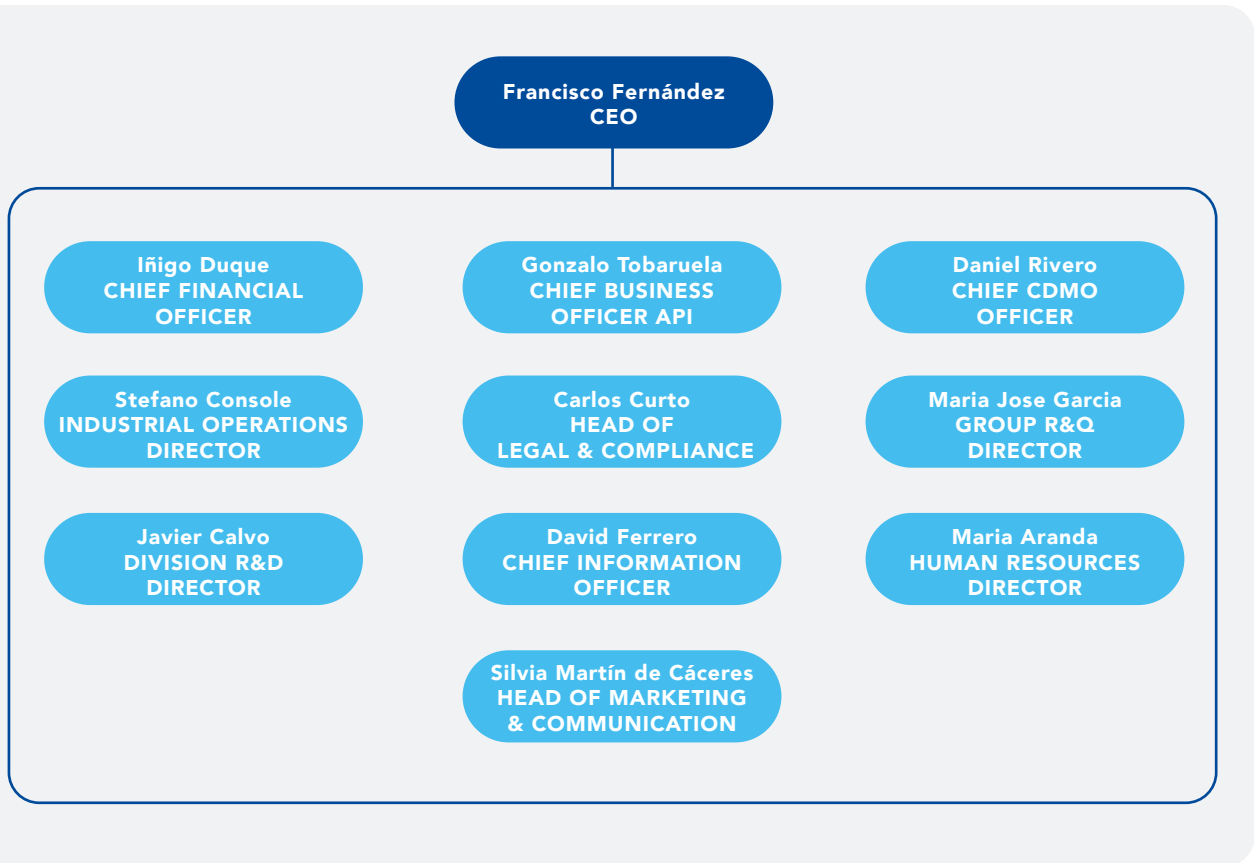 Francisco Fernández
CEO
Iñigo Duque
CHIEF FINANCIAL
OFFICER
Gonzalo Tobaruela
CHIEF BUSINESS
OFFICER API
Daniel Rivero
CHIEF CDMO
OFFICER
Stefano Console
INDUSTRIAL OPERATIONS
DIRECTOR
Carlos Curto
HEAD OF
LEGAL & COMPLIANCE
Maria Jose Garcia
GROUP R&Q
DIRECTOR
Javier Calvo
DIVISION R&D
DIRECTOR
David Ferrero
CHIEF INFORMATION
OFFICER
Maria Aranda
HUMAN RESOURCES
DIRECTOR
Silvia Martín de Cáceres
HEAD OF MARKETING
& COMMUNICATION